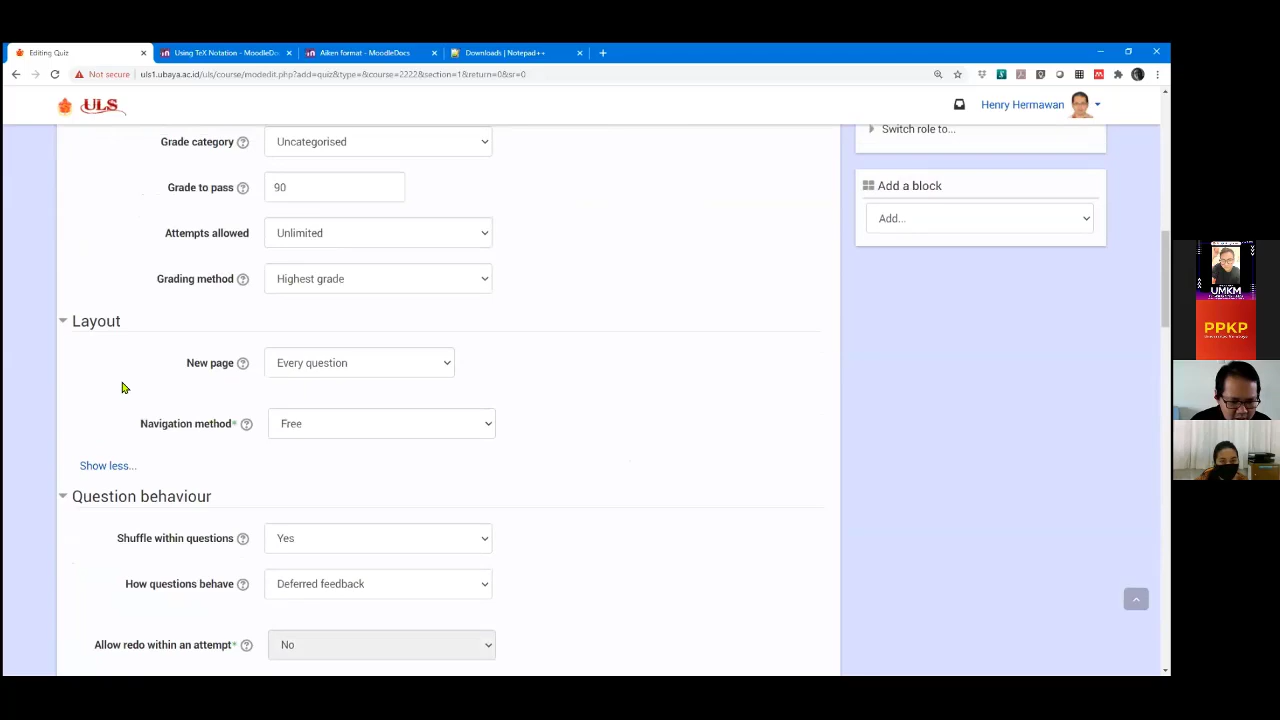 Editing Quiz
Using TeX Notation - MoodleDo
Aiken format - MoodleDocs
Downloads | Notepad++
Not secure
uls1.ubaya.ac.id/uls/course/modedit.php?add=quiz&type=&course=2222&section=1&return=0&sr=0
ULS
Henry Hermawan
Grade category
Uncategorised
Switch role to...
Grade to pass
90
Add a block
Add...
Attempts allowed
Unlimited
Grading method
Highest grade
UMKM
Layout
PPKP
New page
Every question
Navigation method*
Free
Show less...
Question behaviour
Shuffle within questions
Yes
How questions behave
Deferred feedback
Allow redo within an attempt*
No